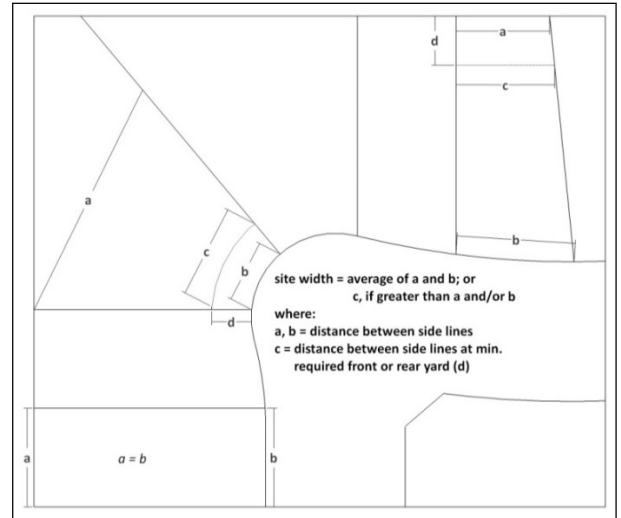 d
a
c
b
a
c
b
d
site width = average of a and b; or
c, if greater than a and/or b
where:
a, b = distance between side lines
c = distance between side lines at min.
required front or rear yard (d)
a
a = b
b